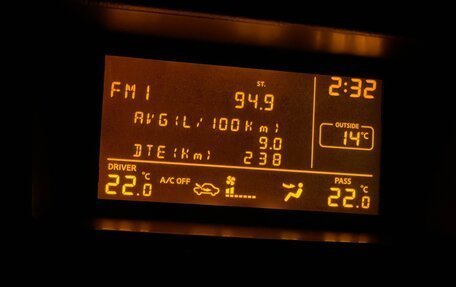 ST. 2:32
FM1 94.9
AVG(L/100Km)
9.0
OUTSIDE
14°C
DTE(Km) 238
DRIVER PASS
22.0 °C A/C OFF 22.0 °C